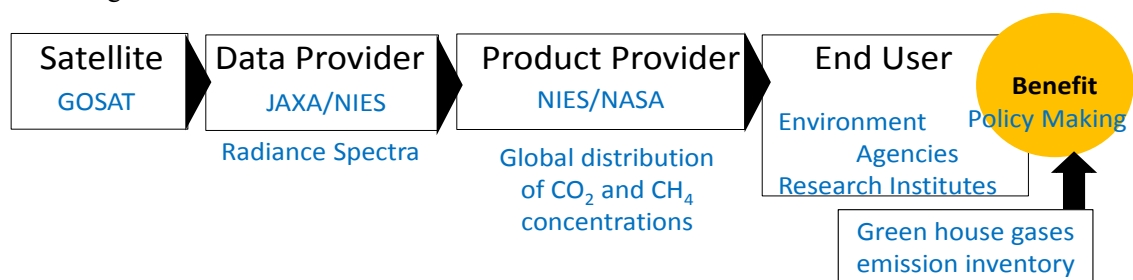 Satellite
GOSAT
Data Provider
JAXA/NIES
Radiance Spectra
Product Provider
NIES/NASA
Global distribution
of CO₂ and CH₄
concentrations
End User
Environment
Agencies
Research Institutes
Benefit
Policy Making
Green house gases
emission inventory